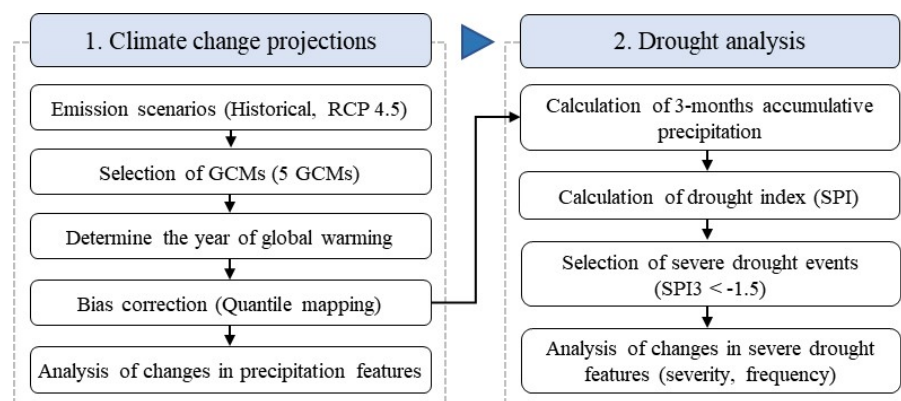 1. Climate change projections
Emission scenarios (Historical, RCP 4.5)
Selection of GCMs (5 GCMs)
Determine the year of global warming
Bias correction (Quantile mapping)
Analysis of changes in precipitation features
2. Drought analysis
Calculation of 3-months accumulative
precipitation
Calculation of drought index (SPI)
Selection of severe drought events
(SPI3 < -1.5)
Analysis of changes in severe drought
features (severity, frequency)